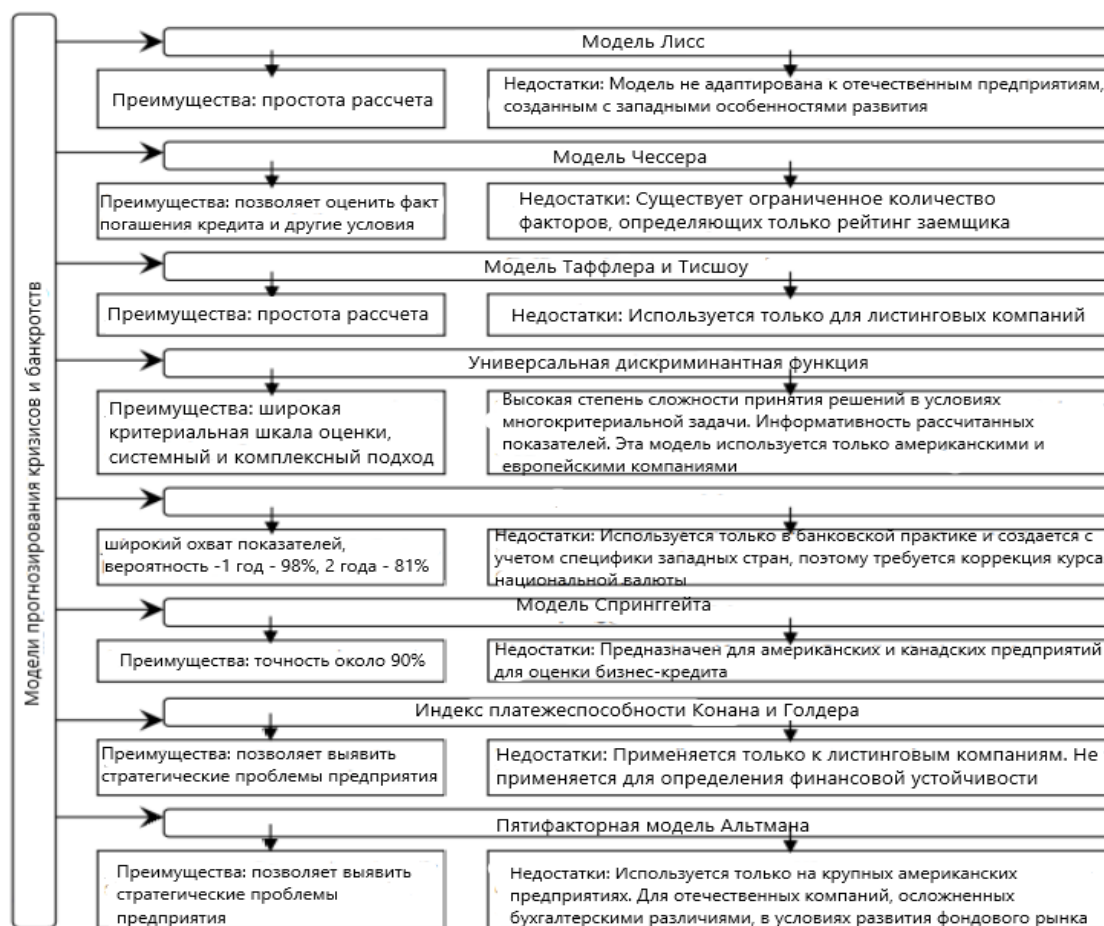 Модели прогнозирования кризисов и банкротств
Модель Лисс
Преимущества: простота рассчета
Недостатки: Модель не адаптирована к отечественным предприятиям,
созданным с западными особенностями развития
Модель Чессера
Преимущества: позволяет оценить факт
погашения кредита и другие условия
Недостатки: Существует ограниченное количество
факторов, определяющих только рейтинг заемщика
Модель Таффлера и Тисшоу
Преимущества: простота рассчета
Недостатки: Используется только для листинговых компаний
Универсальная дискриминантная функция
Преимущества: широкая
критериальная шкала оценки,
системный и комплексный подход
Высокая степень сложности принятия решений в условиях
многокритериальной задачи. Информативность рассчитанных
показателей. Эта модель используется только американскими и
европейскими компаниями
широкий охват показателей,
вероятность -1 год - 98%, 2 года - 81%
Недостатки: Используется только в банковской практике и создается с
учетом специфики западных стран, поэтому требуется коррекция курса
национальной валюты
Модель Спринггейта
Преимущества: точность около 90%
Недостатки: Предназначен для американских и канадских предприятий
для оценки бизнес-кредита
Индекс платежеспособности Конана и Голдера
Преимущества: позволяет выявить
стратегические проблемы предприятия
Недостатки: Применяется только к листинговым компаниям. Не
применяется для определения финансовой устойчивости
Пятифакторная модель Альтмана
Преимущества: позволяет выявить
стратегические проблемы
предприятия
Недостатки: Используется только на крупных американских
предприятиях. Для отечественных компаний, осложненных
бухгалтерскими различиями, в условиях развития фондового рынка